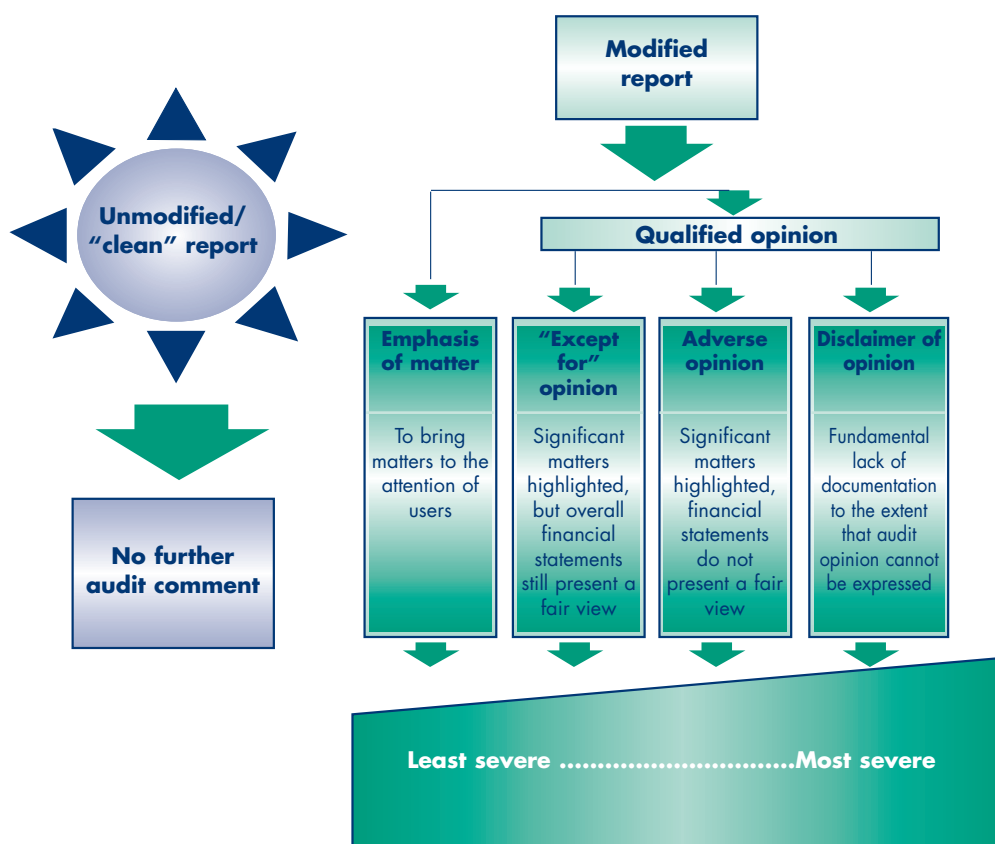 Modified
report
Unmodified/
“clean” report
No further
audit comment
Qualified opinion
Emphasis
of matter
To bring
matters to the
attention of
users
“Except
for”
opinion
Significant
matters
highlighted,
but overall
financial
statements
still present a
fair view
Adverse
opinion
Significant
matters
highlighted,
financial
statements
do not
present a fair
view
Disclaimer of
opinion
Fundamental
lack of
documentation
to the extent
that audit
opinion cannot
be expressed
Least severe ...............................Most severe